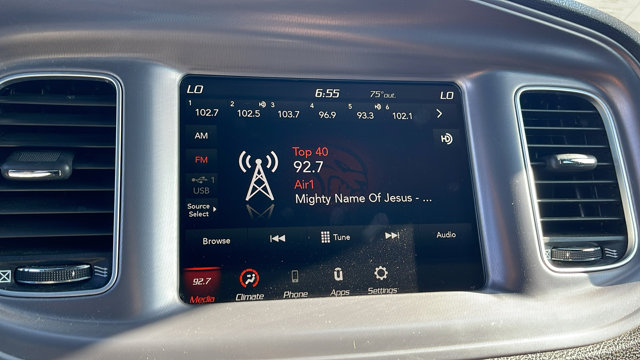 LO 6:55 75°out. LO
1 2 3 4 5 6
102.7 102.5 103.7 96.9 93.3 102.1
AM
FM
1
USB
Source
Select
Top 40
92.7
Air1
Mighty Name Of Jesus - ...
Browse Tune Audio
92.7
Media Climate Phone Apps Settings